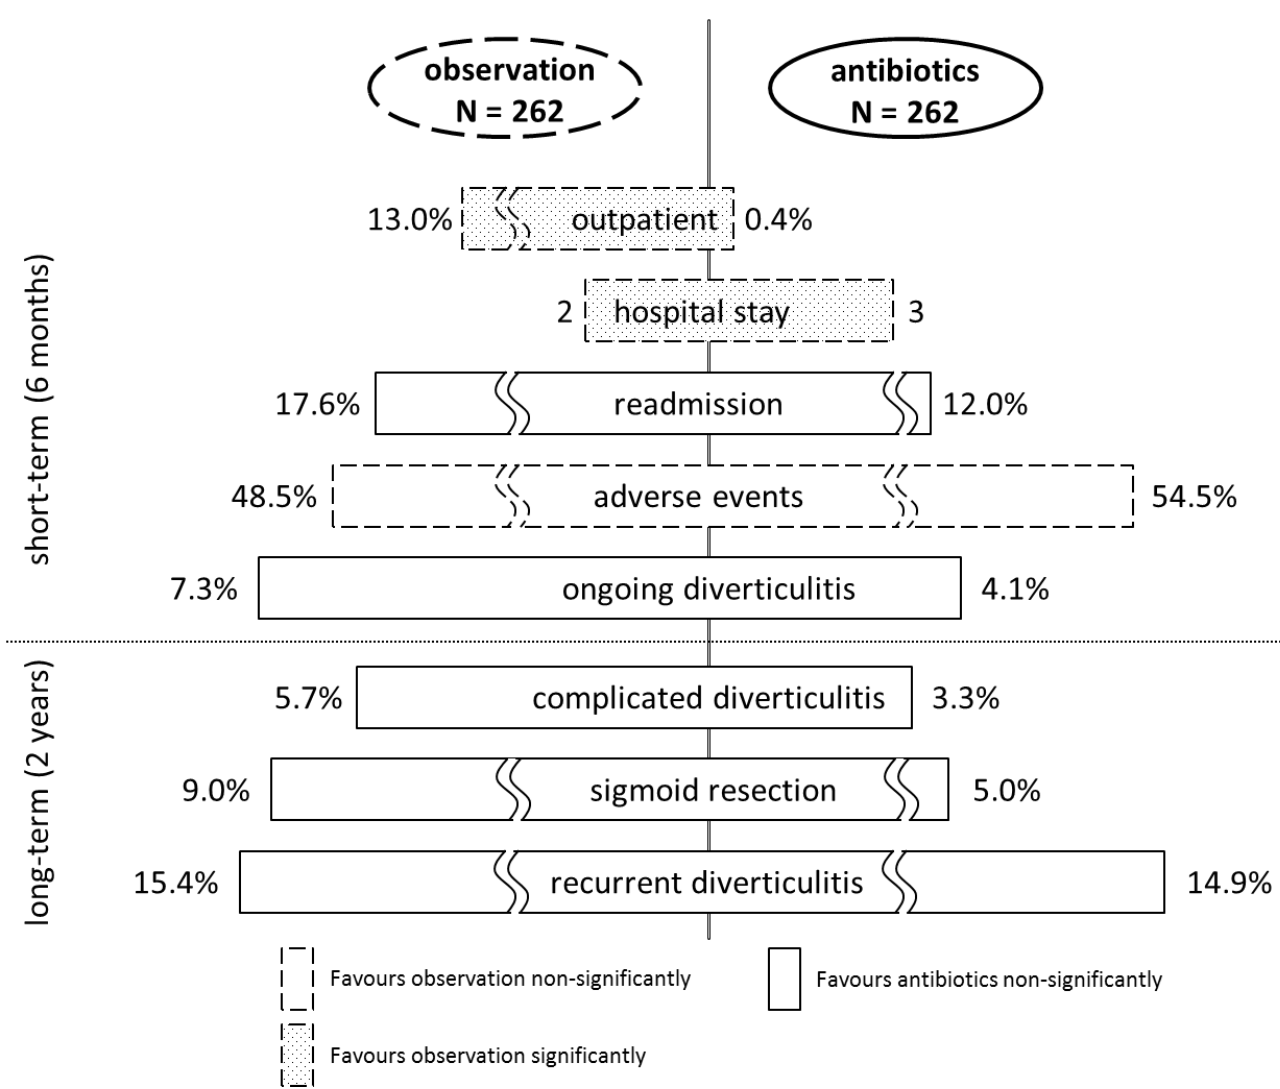 observation
N = 262
antibiotics
N = 262
short-term (6 months)
13.0% outpatient 0.4%
2 hospital stay 3
17.6% readmission 12.0%
48.5% adverse events 54.5%
7.3% ongoing diverticulitis 4.1%
long-term (2 years)
5.7% complicated diverticulitis 3.3%
9.0% sigmoid resection 5.0%
15.4% recurrent diverticulitis 14.9%
Favours observation non-significantly
Favours antibiotics non-significantly
Favours observation significantly